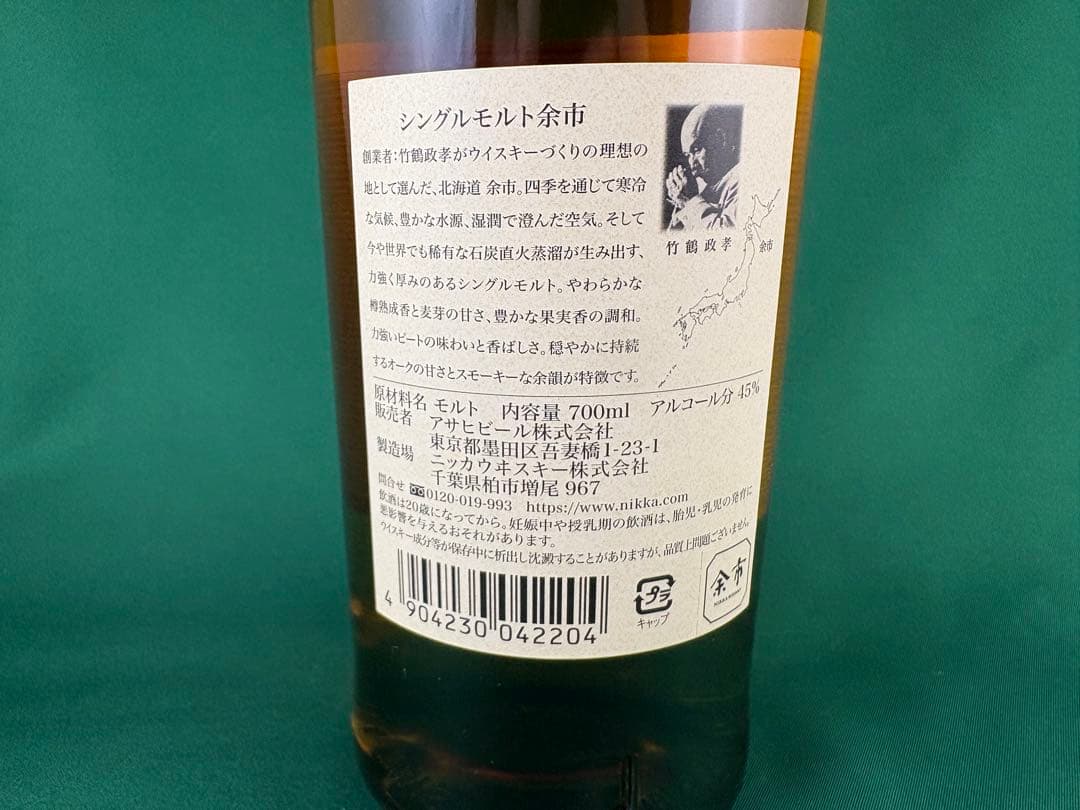 シングルモルト余市
創業者：竹鶴政孝がウイスキーづくりの理想の
地として選んだ、北海道 余市。四季を通じて寒冷
な気候、豊かな水源、湿潤で澄んだ空気。そして
今や世界でも稀有な石炭直火蒸溜が生み出す、
力強く厚みのあるシングルモルト。やわらかな
樽熟成香と麦芽の甘さ、豊かな果実香の調和。
力強いピートの味わいと香ばしさ。穏やかに持続
するオークの甘さとスモーキーな余韻が特徴です。
竹鶴政孝
余市
原材料名 モルト 内容量 700ml アルコール分 45%
販売者 アサヒビール株式会社
東京都墨田区吾妻橋1-23-1
製造場 ニッカウヰスキー株式会社
千葉県柏市増尾 967
問合せ 0120-019-993 https://www.nikka.com
飲酒は20歳になってから。妊娠中や授乳期の飲酒は、胎児・乳児の発育に
悪影響を与えるおそれがあります。
ウイスキー成分等が保存中に析出し沈澱することがありますが、品質上問題ございません。
4 904230 042204
プラ
キャップ
余市